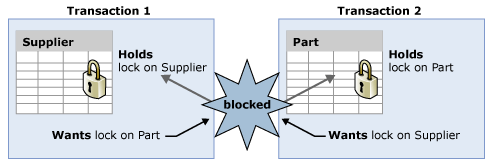 Transaction 1
Transaction 2
Supplier
Holds
lock on Supplier
Part
Holds
lock on Part
blocked
Wants lock on Part
Wants lock on Supplier